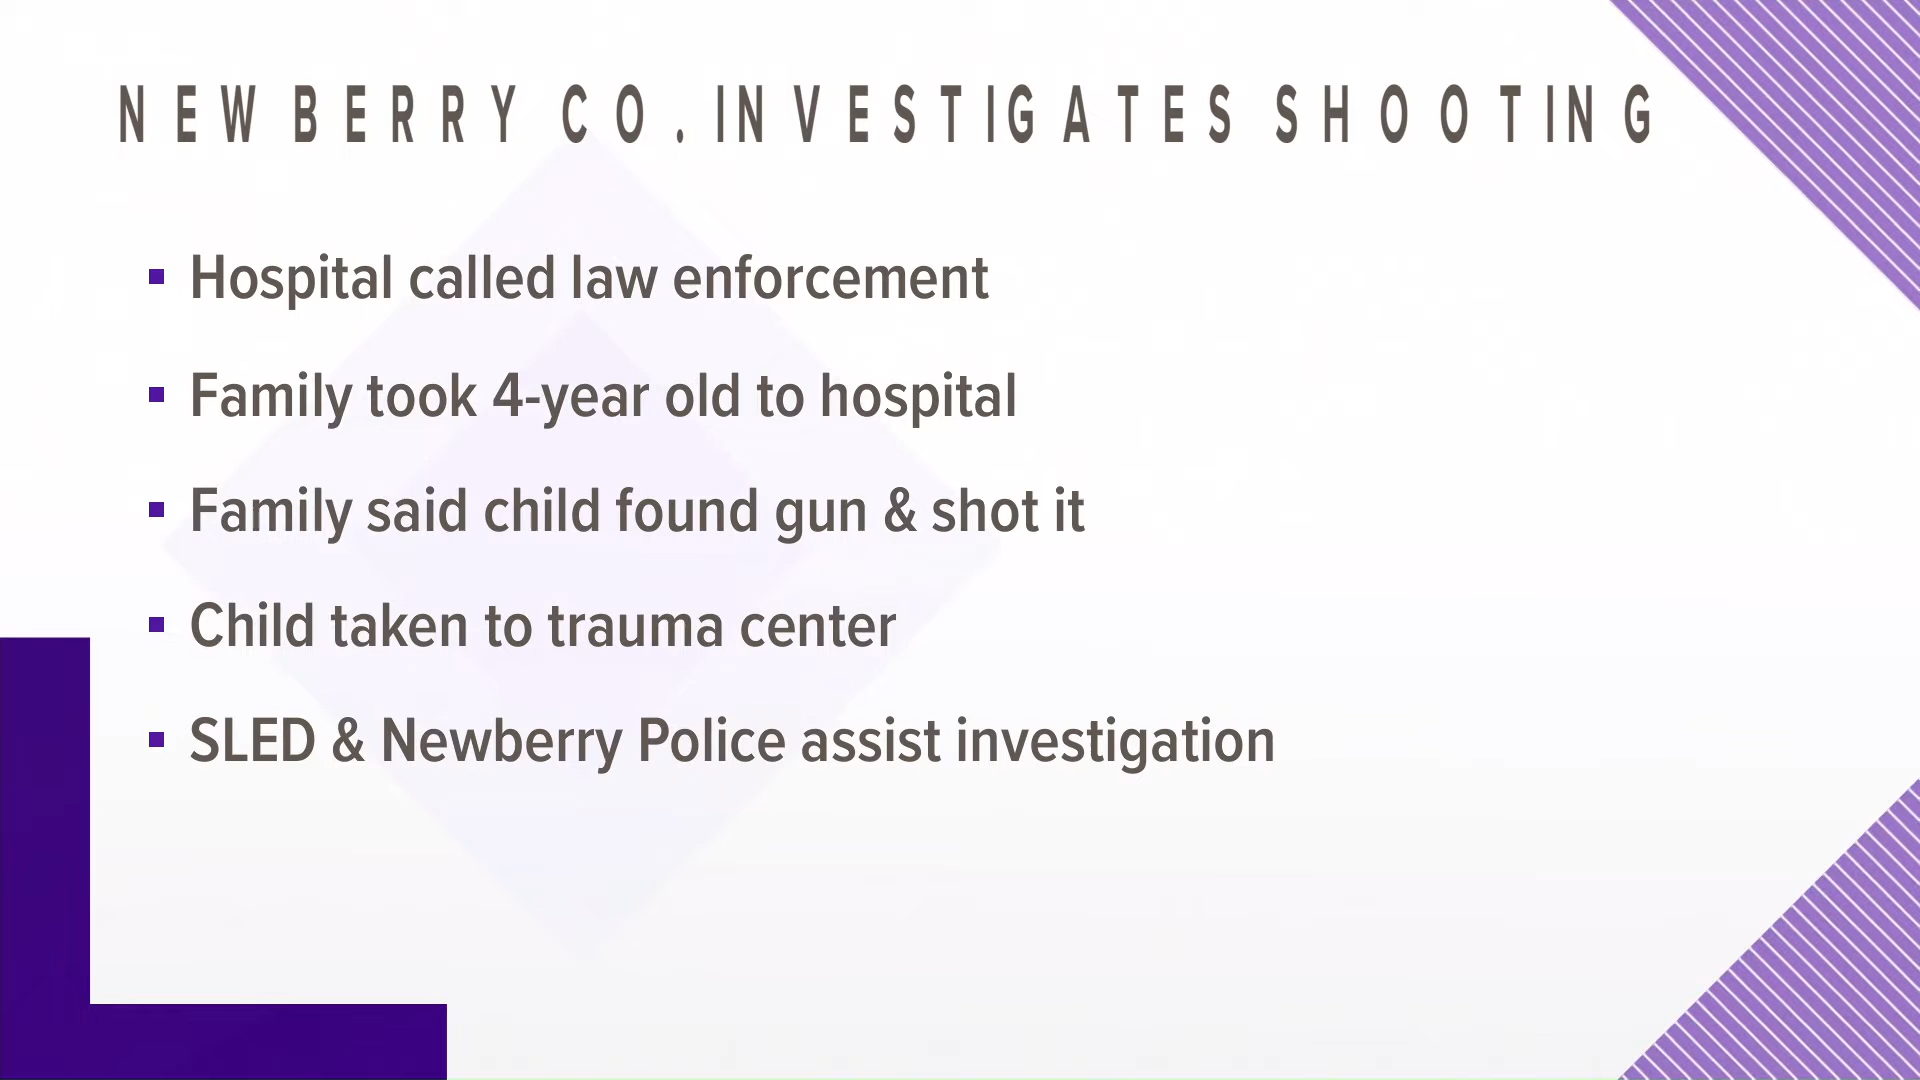 NEWBERRY CO. INVESTIGATES SHOOTING
Hospital called law enforcement
Family took 4-year old to hospital
Family said child found gun & shot it
Child taken to trauma center
SLED & Newberry Police assist investigation